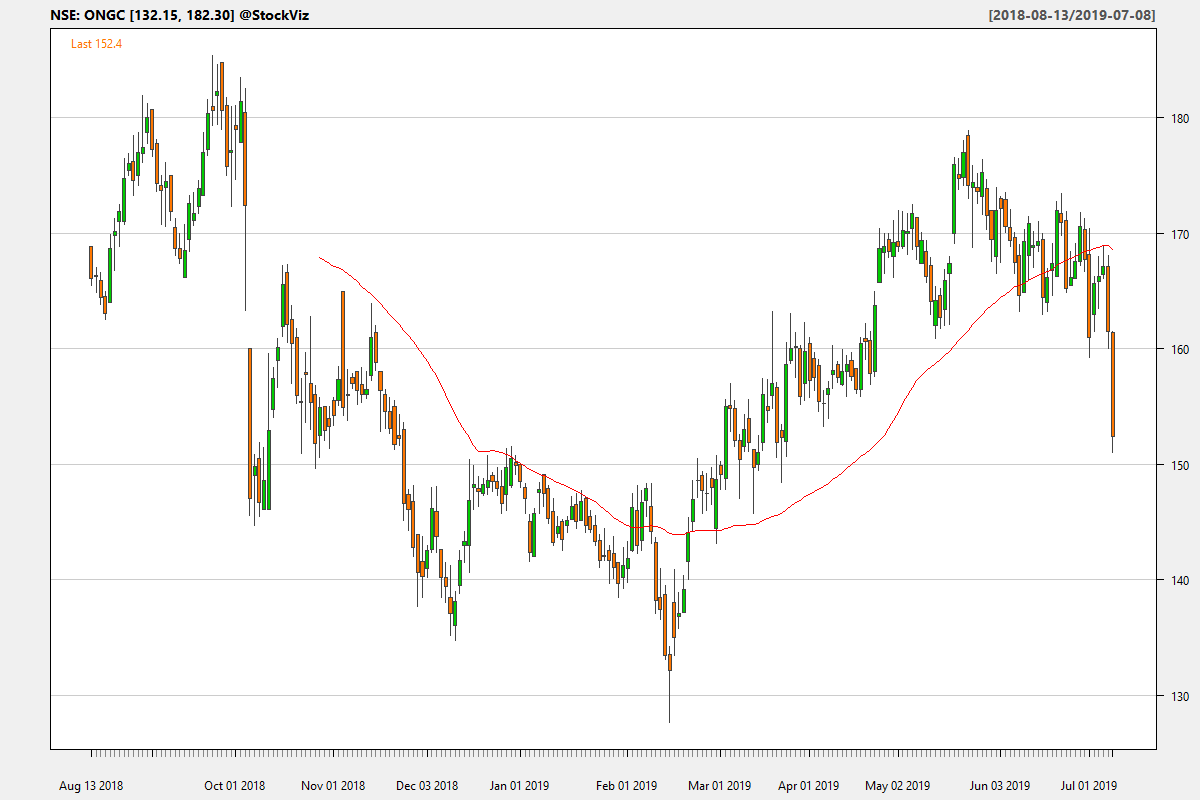 NSE: ONGC [132.15, 182.30] @StockViz [2018-08-13/2019-07-08]
Last 152.4
180
170
160
150
140
130
Aug 13 2018 Oct 01 2018 Nov 01 2018 Dec 03 2018 Jan 01 2019 Feb 01 2019 Mar 01 2019 Apr 01 2019 May 02 2019 Jun 03 2019 Jul 01 2019